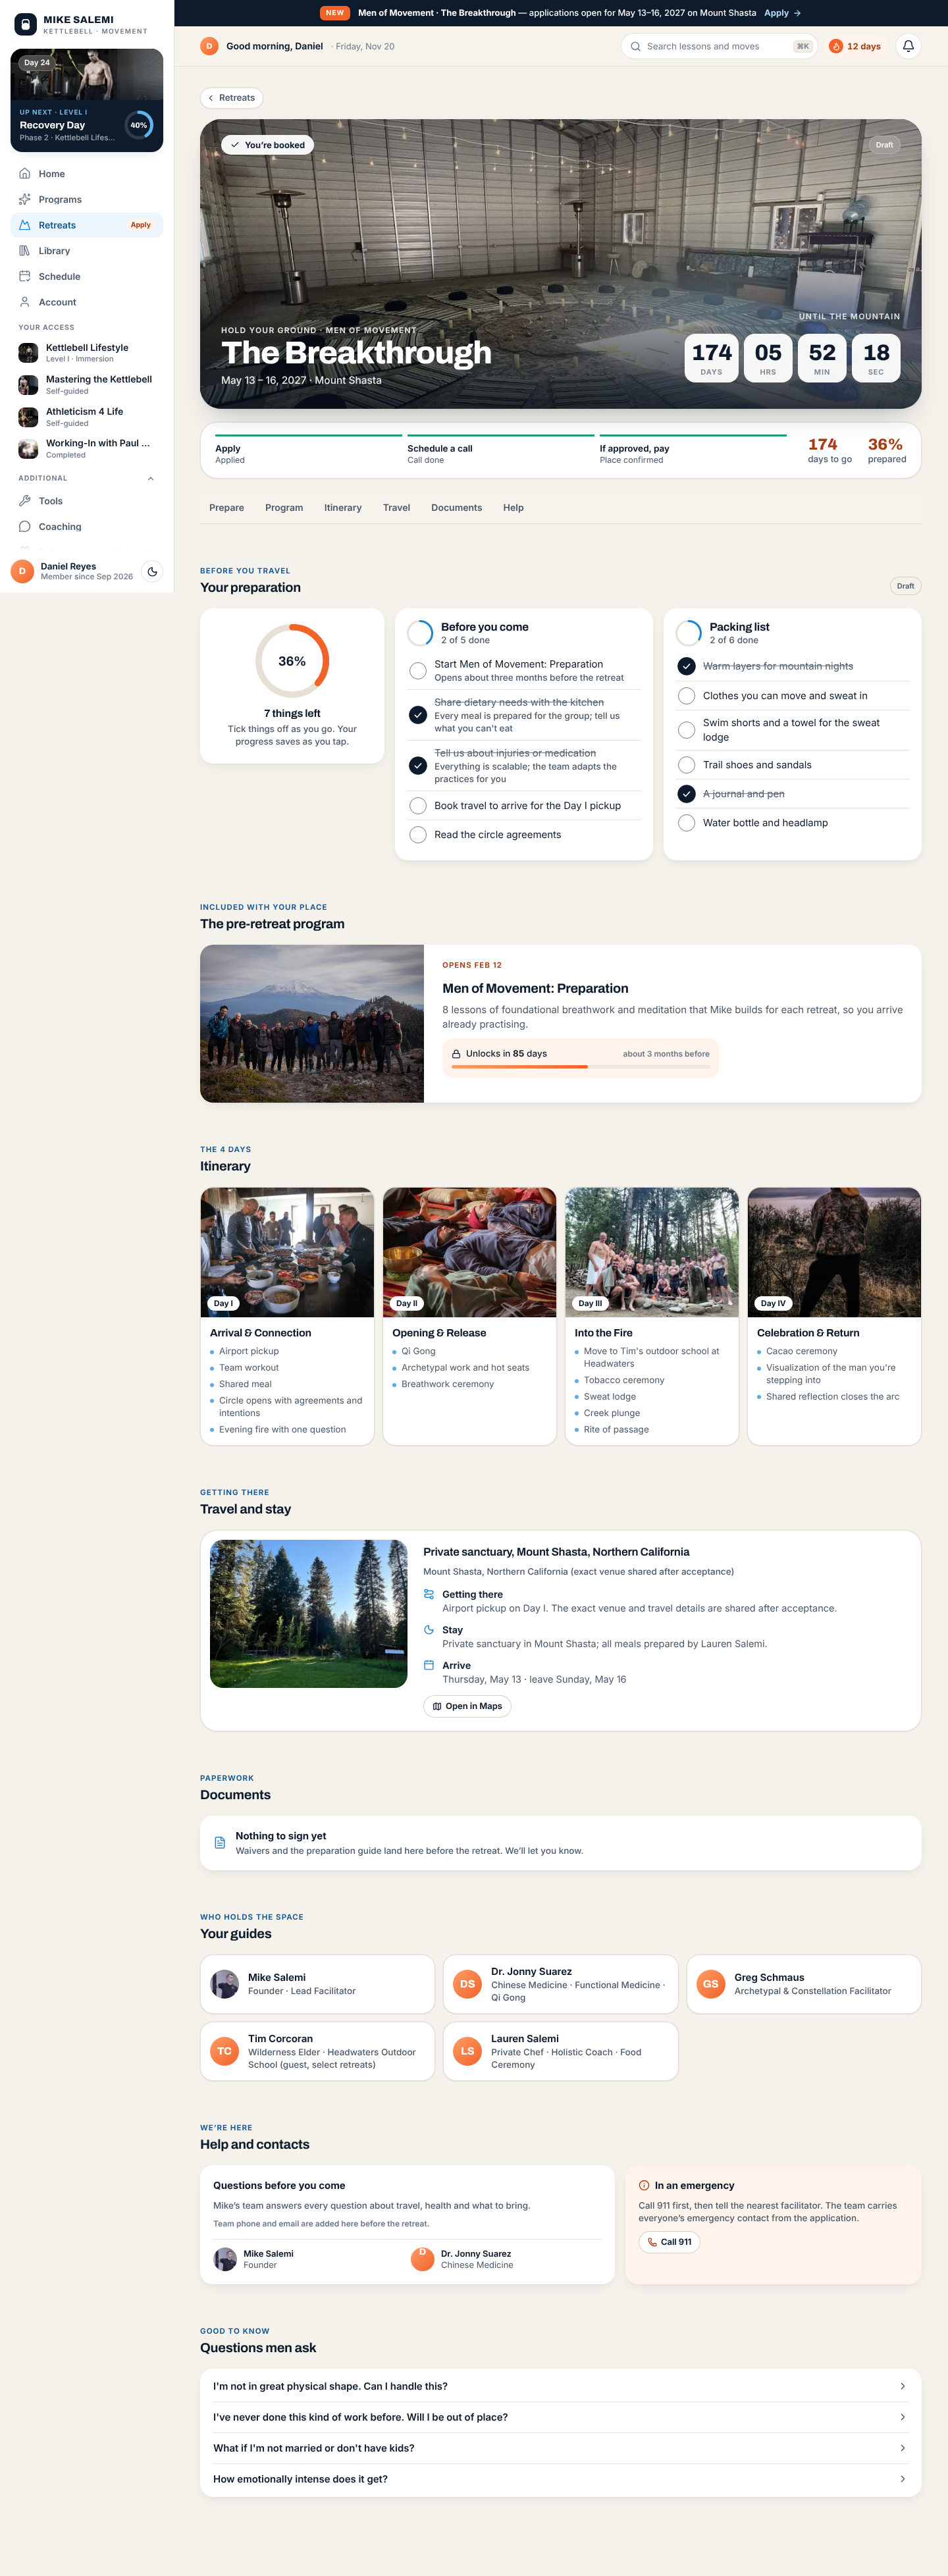 MIKE SALEMI
KETTLEBELL · MOVEMENT
Day 24
UP NEXT · LEVEL I
Recovery Day
Phase 2 · Kettlebell Lifes...
40%
Home
Programs
Retreats
Apply
Library
Schedule
Account
YOUR ACCESS
Kettlebell Lifestyle
Level I · Immersion
Mastering the Kettlebell
Self-guided
Athleticism 4 Life
Self-guided
Working-In with Paul ...
Completed
ADDITIONAL
Tools
Coaching
D
Daniel Reyes
Member since Sep 2026
NEW Men of Movement · The Breakthrough — applications open for May 13–16, 2027 on Mount Shasta Apply →
D Good morning, Daniel · Friday, Nov 20
Search lessons and moves ⌘K
12 days
Retreats
You're booked
Draft
HOLD YOUR GROUND · MEN OF MOVEMENT
The Breakthrough
May 13 – 16, 2027 · Mount Shasta
UNTIL THE MOUNTAIN
174 05 52 18
DAYS HRS MIN SEC
Apply
Applied
Schedule a call
Call done
If approved, pay
Place confirmed
174
days to go
36%
prepared
Prepare Program Itinerary Travel Documents Help
BEFORE YOU TRAVEL
Your preparation
Draft
36%
7 things left
Tick things off as you go. Your
progress saves as you tap.
Before you come
2 of 5 done
Start Men of Movement: Preparation
Opens about three months before the retreat
Share dietary needs with the kitchen
Every meal is prepared for the group; tell us
what you can't eat
Tell us about injuries or medication
Everything is scalable; the team adapts the
practices for you
Book travel to arrive for the Day I pickup
Read the circle agreements
Packing list
2 of 6 done
Warm layers for mountain nights
Clothes you can move and sweat in
Swim shorts and a towel for the sweat
lodge
Trail shoes and sandals
A journal and pen
Water bottle and headlamp
INCLUDED WITH YOUR PLACE
The pre-retreat program
OPENS FEB 12
Men of Movement: Preparation
8 lessons of foundational breathwork and meditation that Mike builds for each retreat, so you arrive
already practising.
Unlocks in 85 days
about 3 months before
THE 4 DAYS
Itinerary
Day I
Arrival & Connection
Airport pickup
Team workout
Shared meal
Circle opens with agreements and
intentions
Evening fire with one question
Day II
Opening & Release
Qi Gong
Archetypal work and hot seats
Breathwork ceremony
Day III
Into the Fire
Move to Tim's outdoor school at
Headwaters
Tobacco ceremony
Sweat lodge
Creek plunge
Rite of passage
Day IV
Celebration & Return
Cacao ceremony
Visualization of the man you're
stepping into
Shared reflection closes the arc
GETTING THERE
Travel and stay
Private sanctuary, Mount Shasta, Northern California
Mount Shasta, Northern California (exact venue shared after acceptance)
Getting there
Airport pickup on Day I. The exact venue and travel details are shared after acceptance.
Stay
Private sanctuary in Mount Shasta; all meals prepared by Lauren Salemi.
Arrive
Thursday, May 13 · leave Sunday, May 16
Open in Maps
PAPERWORK
Documents
Nothing to sign yet
Waivers and the preparation guide land here before the retreat. We'll let you know.
WHO HOLDS THE SPACE
Your guides
Mike Salemi
Founder · Lead Facilitator
DS
Dr. Jonny Suarez
Chinese Medicine · Functional Medicine ·
Qi Gong
GS
Greg Schmaus
Archetypal & Constellation Facilitator
TC
Tim Corcoran
Wilderness Elder · Headwaters Outdoor
School (guest, select retreats)
LS
Lauren Salemi
Private Chef · Holistic Coach · Food
Ceremony
WE'RE HERE
Help and contacts
Questions before you come
Mike's team answers every question about travel, health and what to bring.
Team phone and email are added here before the retreat.
Mike Salemi
Founder
D
Dr. Jonny Suarez
Chinese Medicine
In an emergency
Call 911 first, then tell the nearest facilitator. The team carries
everyone's emergency contact from the application.
Call 911
GOOD TO KNOW
Questions men ask
I'm not in great physical shape. Can I handle this?
I've never done this kind of work before. Will I be out of place?
What if I'm not married or don't have kids?
How emotionally intense does it get?